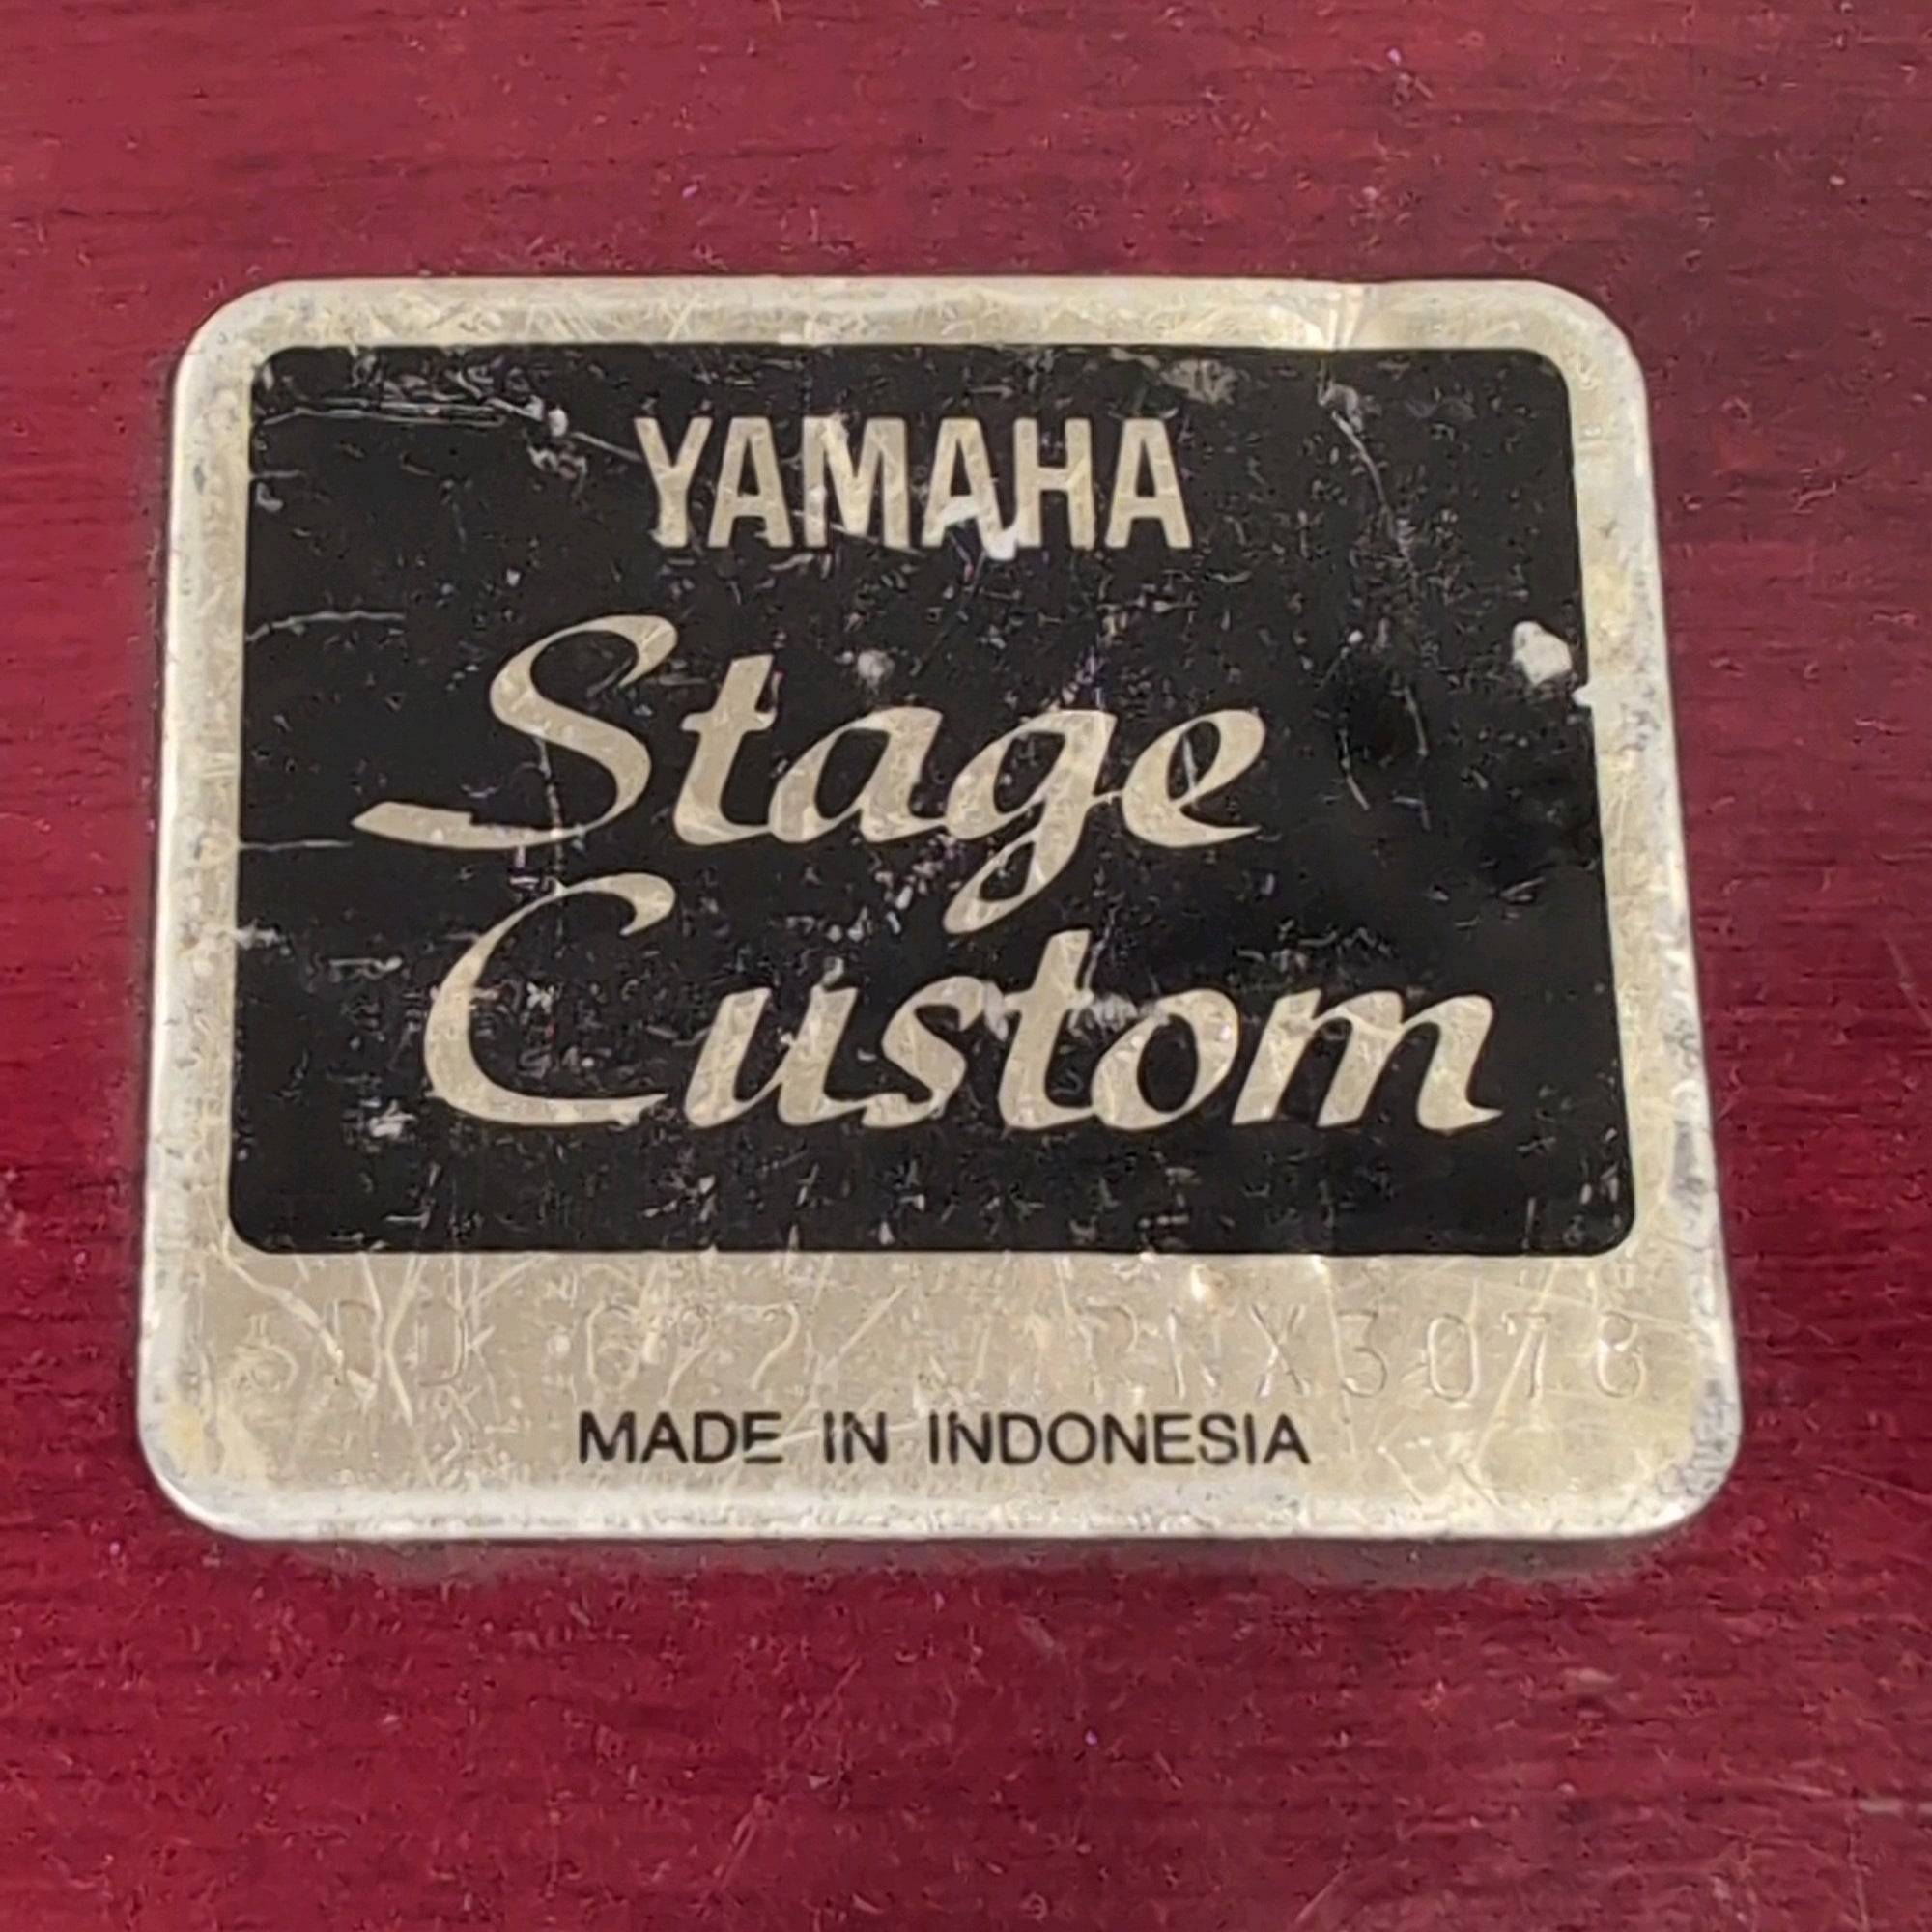 YAMAHA
Stage
Custom
MADE IN INDONESIA